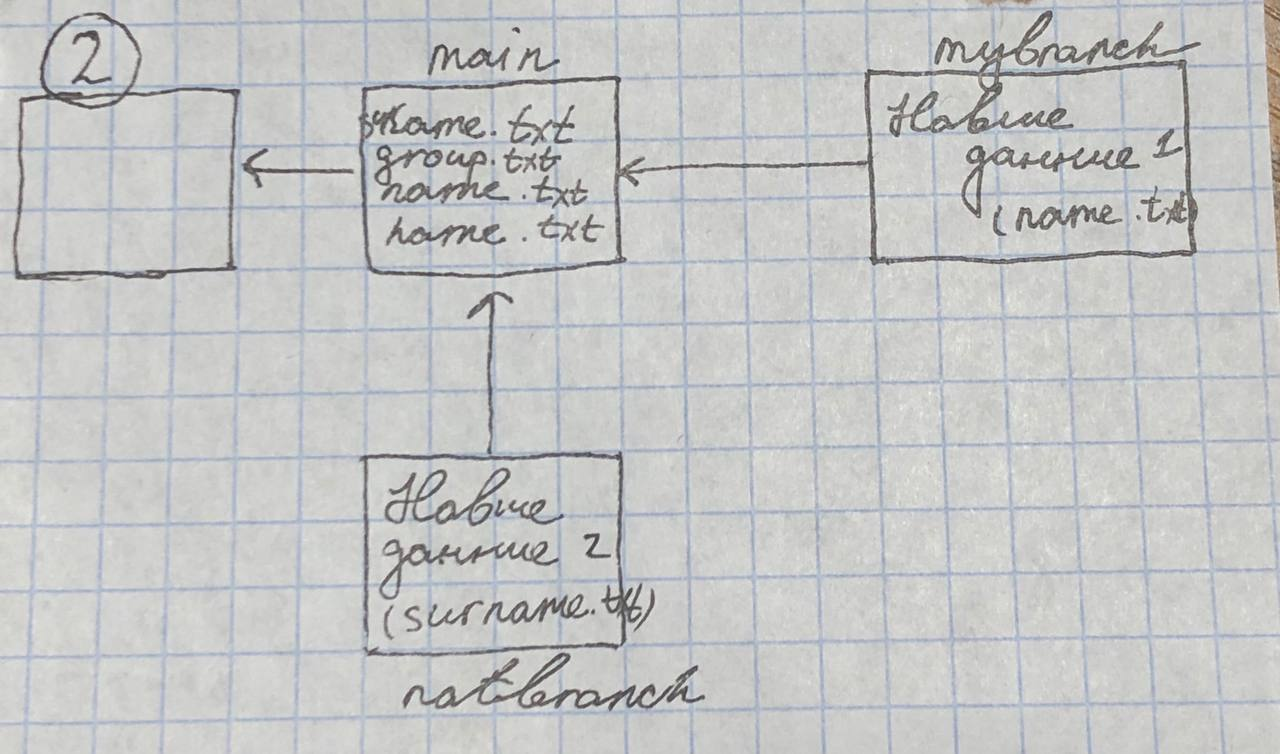 2
main
name.txt
group.txt
name.txt
name.txt
mybranch
Новые
данные 1
(name.txt)
Новые
данные 2
(surname.txt)
natbranch